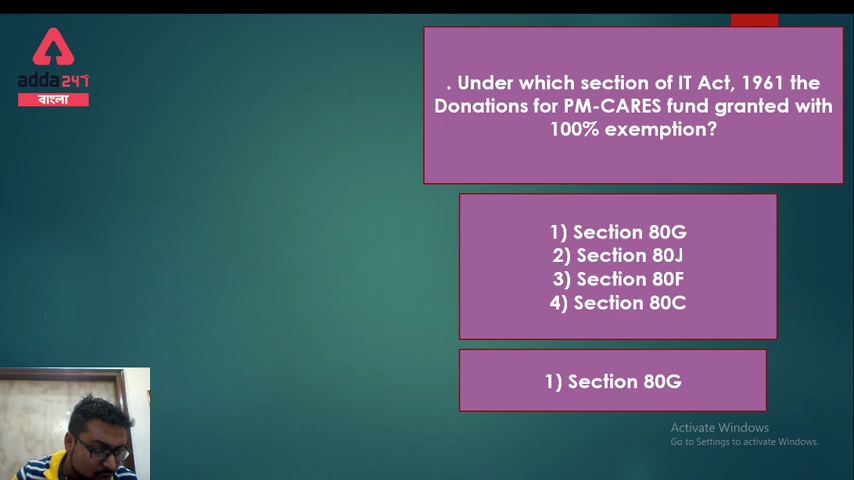 adda247
বাংলা
. Under which section of IT Act, 1961 the
Donations for PM-CARES fund granted with
100% exemption?
1) Section 80G
2) Section 80J
3) Section 80F
4) Section 80C
1) Section 80G
Activate Windows
Go to Settings to activate Windows.